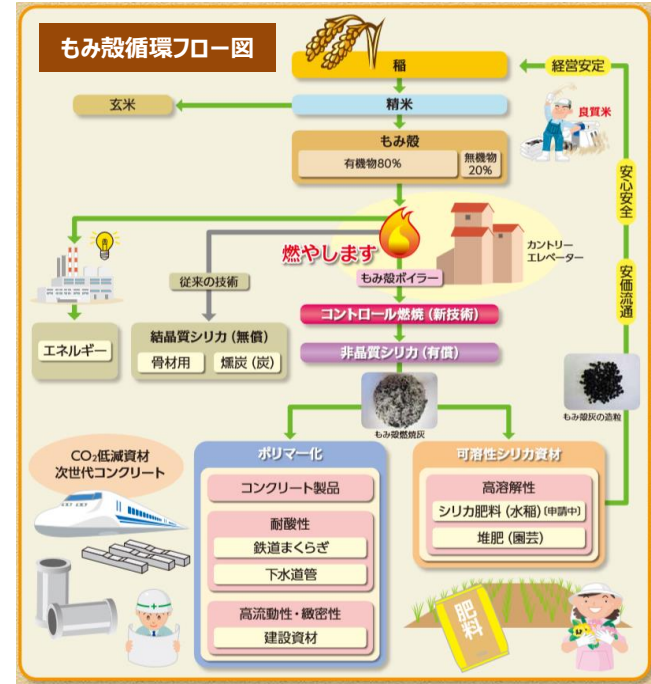 もみ殻循環フロー図
稲
経営安定
玄米
精米
良質米
もみ殻
有機物80%
無機物
20%
安心安全
燃やします
カントリー
エレベーター
従来の技術
もみ殻ボイラー
安価流通
コントロール燃焼(新技術)
エネルギー
結晶質シリカ(無償)
骨材用
燻炭(炭)
非晶質シリカ(有償)
もみ殻灰の造粒
もみ殻燃焼灰
CO₂低減資材
次世代コンクリート
ポリマー化
コンクリート製品
耐酸性
鉄道まくらぎ
下水道管
高流動性・緻密性
建設資材
可溶性シリカ資材
高溶解性
シリカ肥料(水稲)(申請中)
堆肥(園芸)
肥料